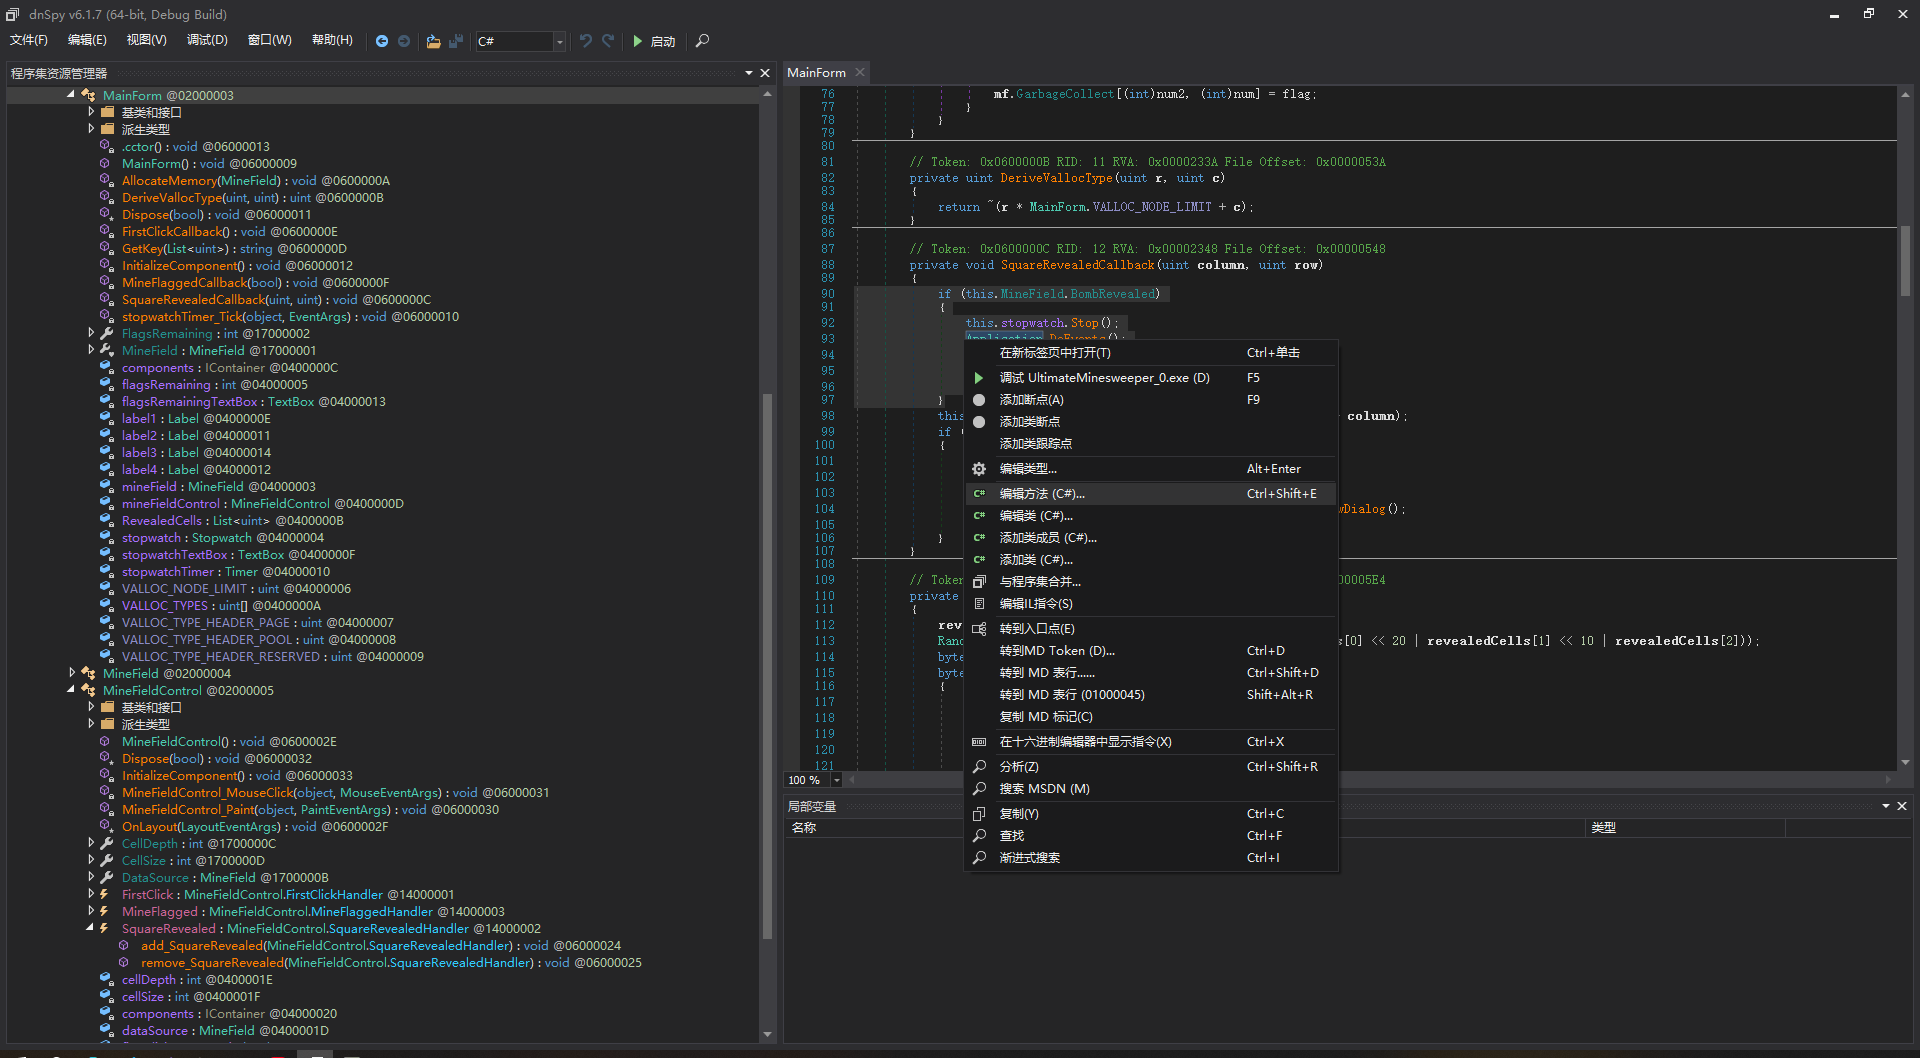 dnSpy v6.1.7 (64-bit, Debug Build)
文件(F) 编辑(E) 视图(V) 调试(D) 窗口(W) 帮助(H) C# 启动
程序集资源管理器
MainForm @02000003
基类和接口
派生类型
.cctor() : void @06000013
MainForm() : void @06000009
AllocateMemory(MineField) : void @0600000A
DeriveVallocType(uint, uint) : uint @0600000B
Dispose(bool) : void @06000011
FirstClickCallback() : void @0600000E
GetKey(List<uint>) : string @0600000D
InitializeComponent() : void @06000012
MineFlaggedCallback(bool) : void @0600000F
SquareRevealedCallback(uint, uint) : void @0600000C
stopwatchTimer_Tick(object, EventArgs) : void @06000010
FlagsRemaining : int @17000002
MineField : MineField @17000001
components : IContainer @0400000C
flagsRemaining : int @04000005
flagsRemainingTextBox : TextBox @04000013
label1 : Label @0400000E
label2 : Label @04000011
label3 : Label @04000014
label4 : Label @04000012
mineField : MineField @04000003
mineFieldControl : MineFieldControl @0400000D
RevealedCells : List<uint> @0400000B
stopwatch : Stopwatch @04000004
stopwatchTextBox : TextBox @0400000F
stopwatchTimer : Timer @04000010
VALLOC_NODE_LIMIT : uint @04000006
VALLOC_TYPES : uint[] @0400000A
VALLOC_TYPE_HEADER_PAGE : uint @04000007
VALLOC_TYPE_HEADER_POOL : uint @04000008
VALLOC_TYPE_HEADER_RESERVED : uint @04000009
MineField @02000004
MineFieldControl @02000005
基类和接口
派生类型
MineFieldControl() : void @0600002E
Dispose(bool) : void @06000032
InitializeComponent() : void @06000033
MineFieldControl_MouseClick(object, MouseEventArgs) : void @06000031
MineFieldControl_Paint(object, PaintEventArgs) : void @06000030
OnLayout(LayoutEventArgs) : void @0600002F
CellDepth : int @1700000C
CellSize : int @1700000D
DataSource : MineField @1700000B
FirstClick : MineFieldControl.FirstClickHandler @14000001
MineFlagged : MineFieldControl.MineFlaggedHandler @14000003
SquareRevealed : MineFieldControl.SquareRevealedHandler @14000002
add_SquareRevealed(MineFieldControl.SquareRevealedHandler) : void @06000024
remove_SquareRevealed(MineFieldControl.SquareRevealedHandler) : void @06000025
cellDepth : int @0400001E
cellSize : int @0400001F
components : IContainer @04000020
dataSource : MineField @0400001D
MainForm
76 mf.GarbageCollect[(int)num2, (int)num] = flag;
77 }
78 }
79 }
80
81 // Token: 0x0600000B RID: 11 RVA: 0x0000233A File Offset: 0x0000053A
82 private uint DeriveVallocType(uint r, uint c)
83 {
84 return ~(r * MainForm.VALLOC_NODE_LIMIT + c);
85 }
86
87 // Token: 0x0600000C RID: 12 RVA: 0x00002348 File Offset: 0x00000548
88 private void SquareRevealedCallback(uint column, uint row)
89 {
90 if (this.MineField.BombRevealed)
91 {
92 this.stopwatch.Stop();
93 Application.DoEvents();
94
95
96
97 }
98 this column);
99 if
100 {
101
102
103
104 wDialog();
105
106 }
107 }
108
109 // Token 00005E4
110 private
111 {
112 rev
113 Rand s[0] << 20 | revealedCells[1] << 10 | revealedCells[2]));
114 byte
115 byte
116 {
117
118
119
120
121
100 %
在新标签页中打开(T) Ctrl+单击
调试 UltimateMinesweeper_0.exe (D) F5
添加断点(A) F9
添加类断点
添加类跟踪点
编辑类型... Alt+Enter
编辑方法 (C#)... Ctrl+Shift+E
编辑类 (C#)...
添加类成员 (C#)...
添加类 (C#)...
与程序集合并...
编辑IL指令(S)
转到入口点(E)
转到MD Token (D)... Ctrl+D
转到 MD 表行...... Ctrl+Shift+D
转到 MD 表行 (01000045) Shift+Alt+R
复制 MD 标记(C)
在十六进制编辑器中显示指令(X) Ctrl+X
分析(Z) Ctrl+Shift+R
搜索 MSDN (M)
复制(Y) Ctrl+C
查找 Ctrl+F
渐进式搜索 Ctrl+I
局部变量
名称 类型